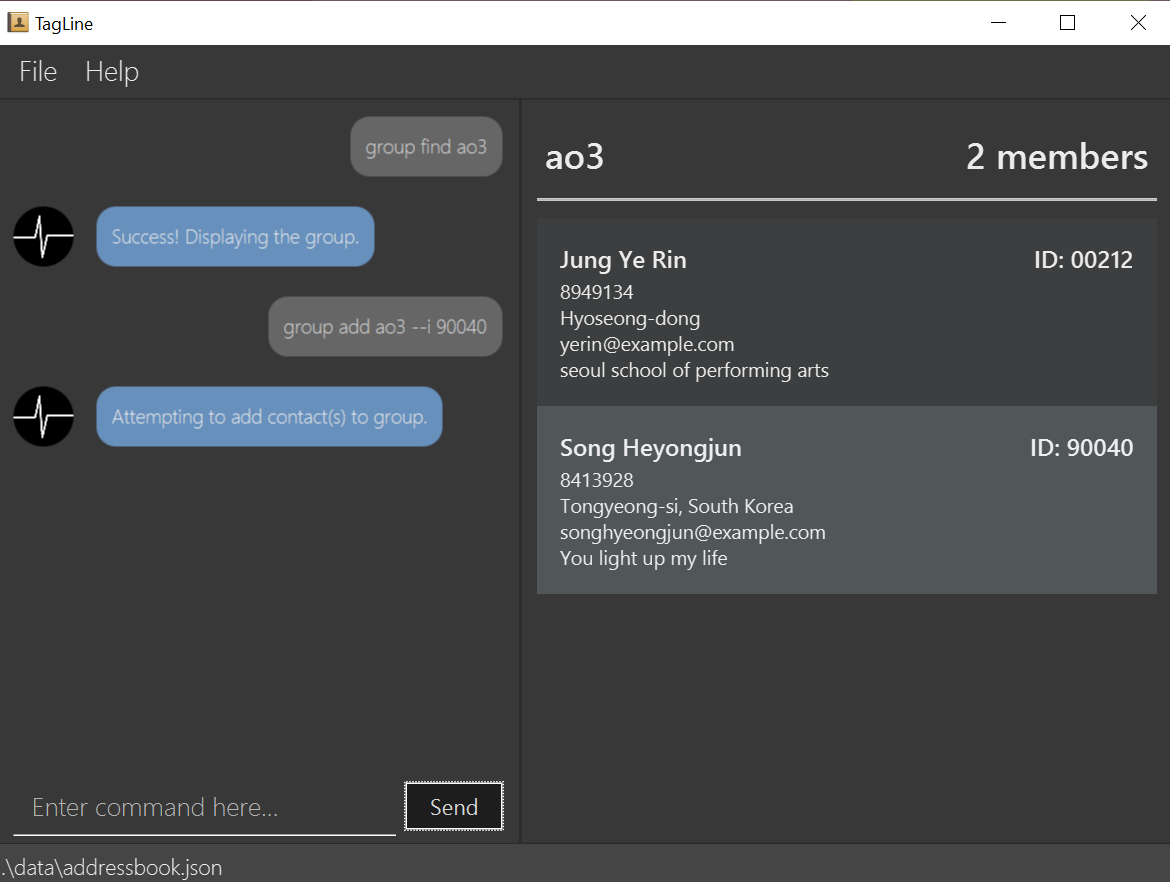 TagLine
File Help
group find ao3
Success! Displaying the group.
group add ao3 --i 90040
Attempting to add contact(s) to group.
Enter command here...
Send
ao3 2 members
Jung Ye Rin ID: 00212
8949134
Hyoseong-dong
yerin@example.com
seoul school of performing arts
Song Heyongjun ID: 90040
8413928
Tongyeong-si, South Korea
songhyeongjun@example.com
You light up my life
.\data\addressbook.json